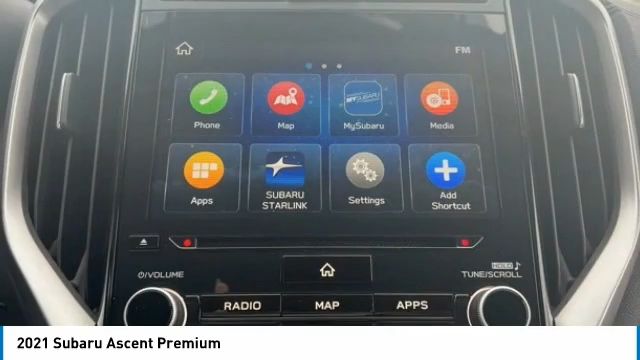 FM
Phone
Map
MySubaru
Media
Apps
SUBARU
STARLINK
Settings
Add
Shortcut
/VOLUME
HOLD
TUNE/SCROLL
RADIO
MAP
APPS
2021 Subaru Ascent Premium